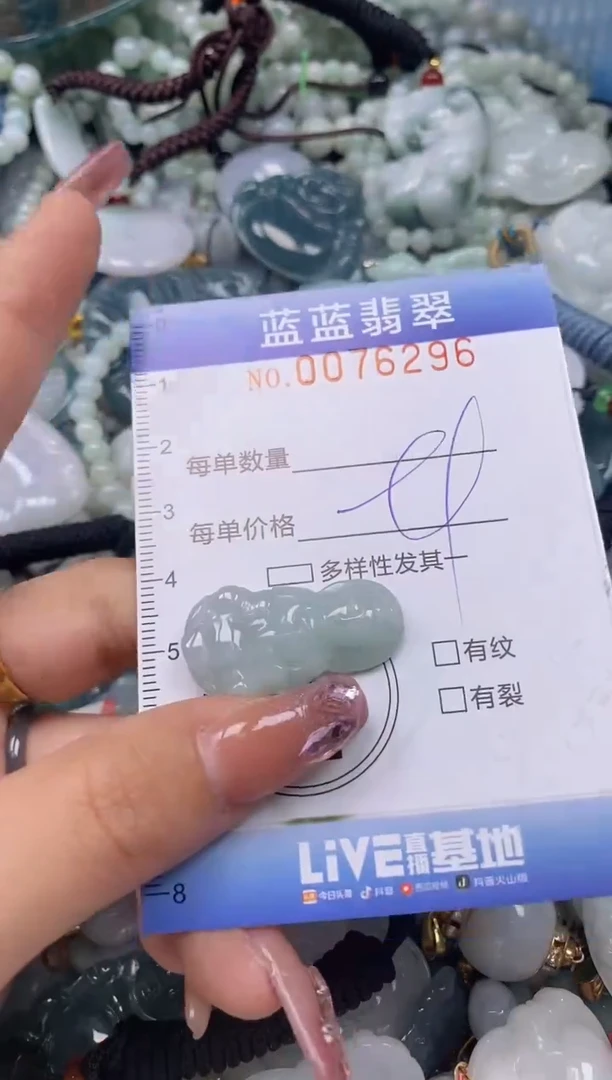 0
1
2
3
4
5
8
蓝蓝翡翠
NO.0076296
每单数量
每单价格
多样性发其一
有纹
有裂
LiVE直播基地
今日头条 抖音 西瓜视频 抖音火山版